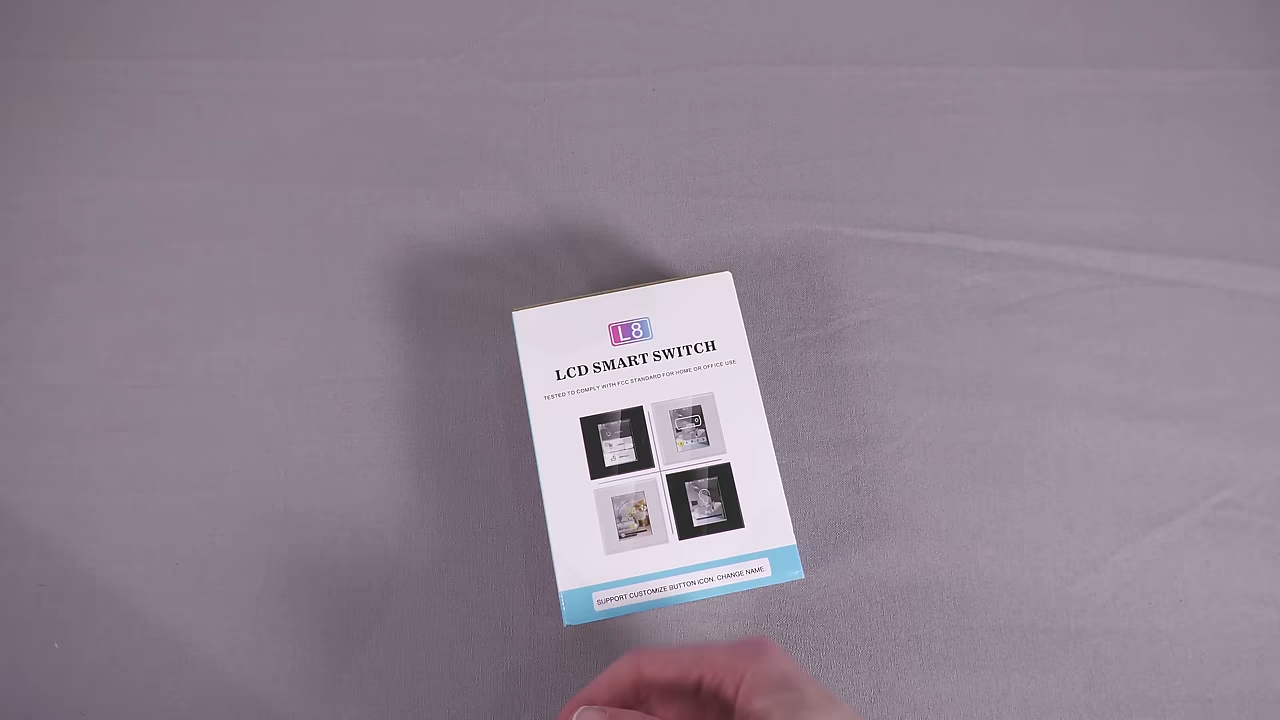 L8
LCD SMART SWITCH
TESTED TO COMPLY WITH FCC STANDARD FOR HOME OR OFFICE USE
SUPPORT CUSTOMIZE BUTTON ICON, CHANGE NAME.